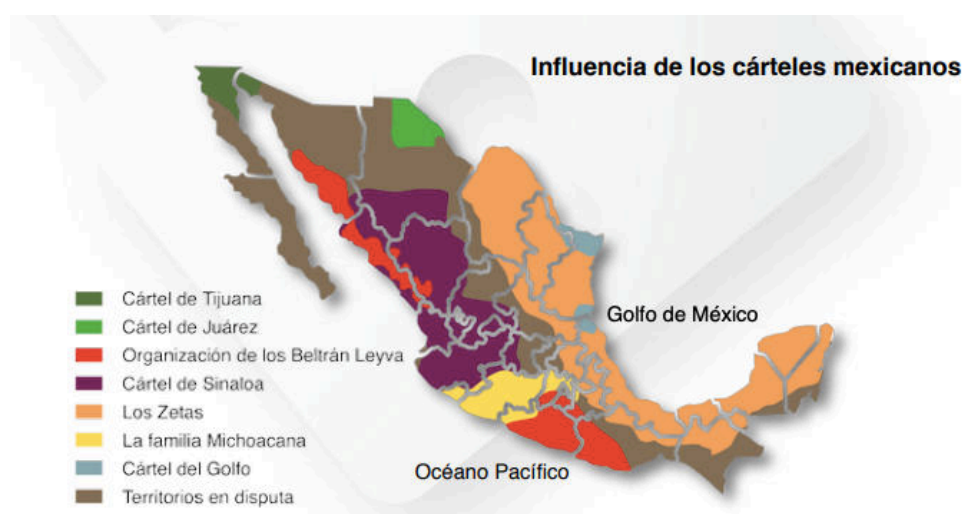 Influencia de los cárteles mexicanos
Cártel de Tijuana
Cártel de Juárez
Organización de los Beltrán Leyva
Cártel de Sinaloa
Los Zetas
La familia Michoacana
Cártel del Golfo
Territorios en disputa
Golfo de México
Océano Pacífico